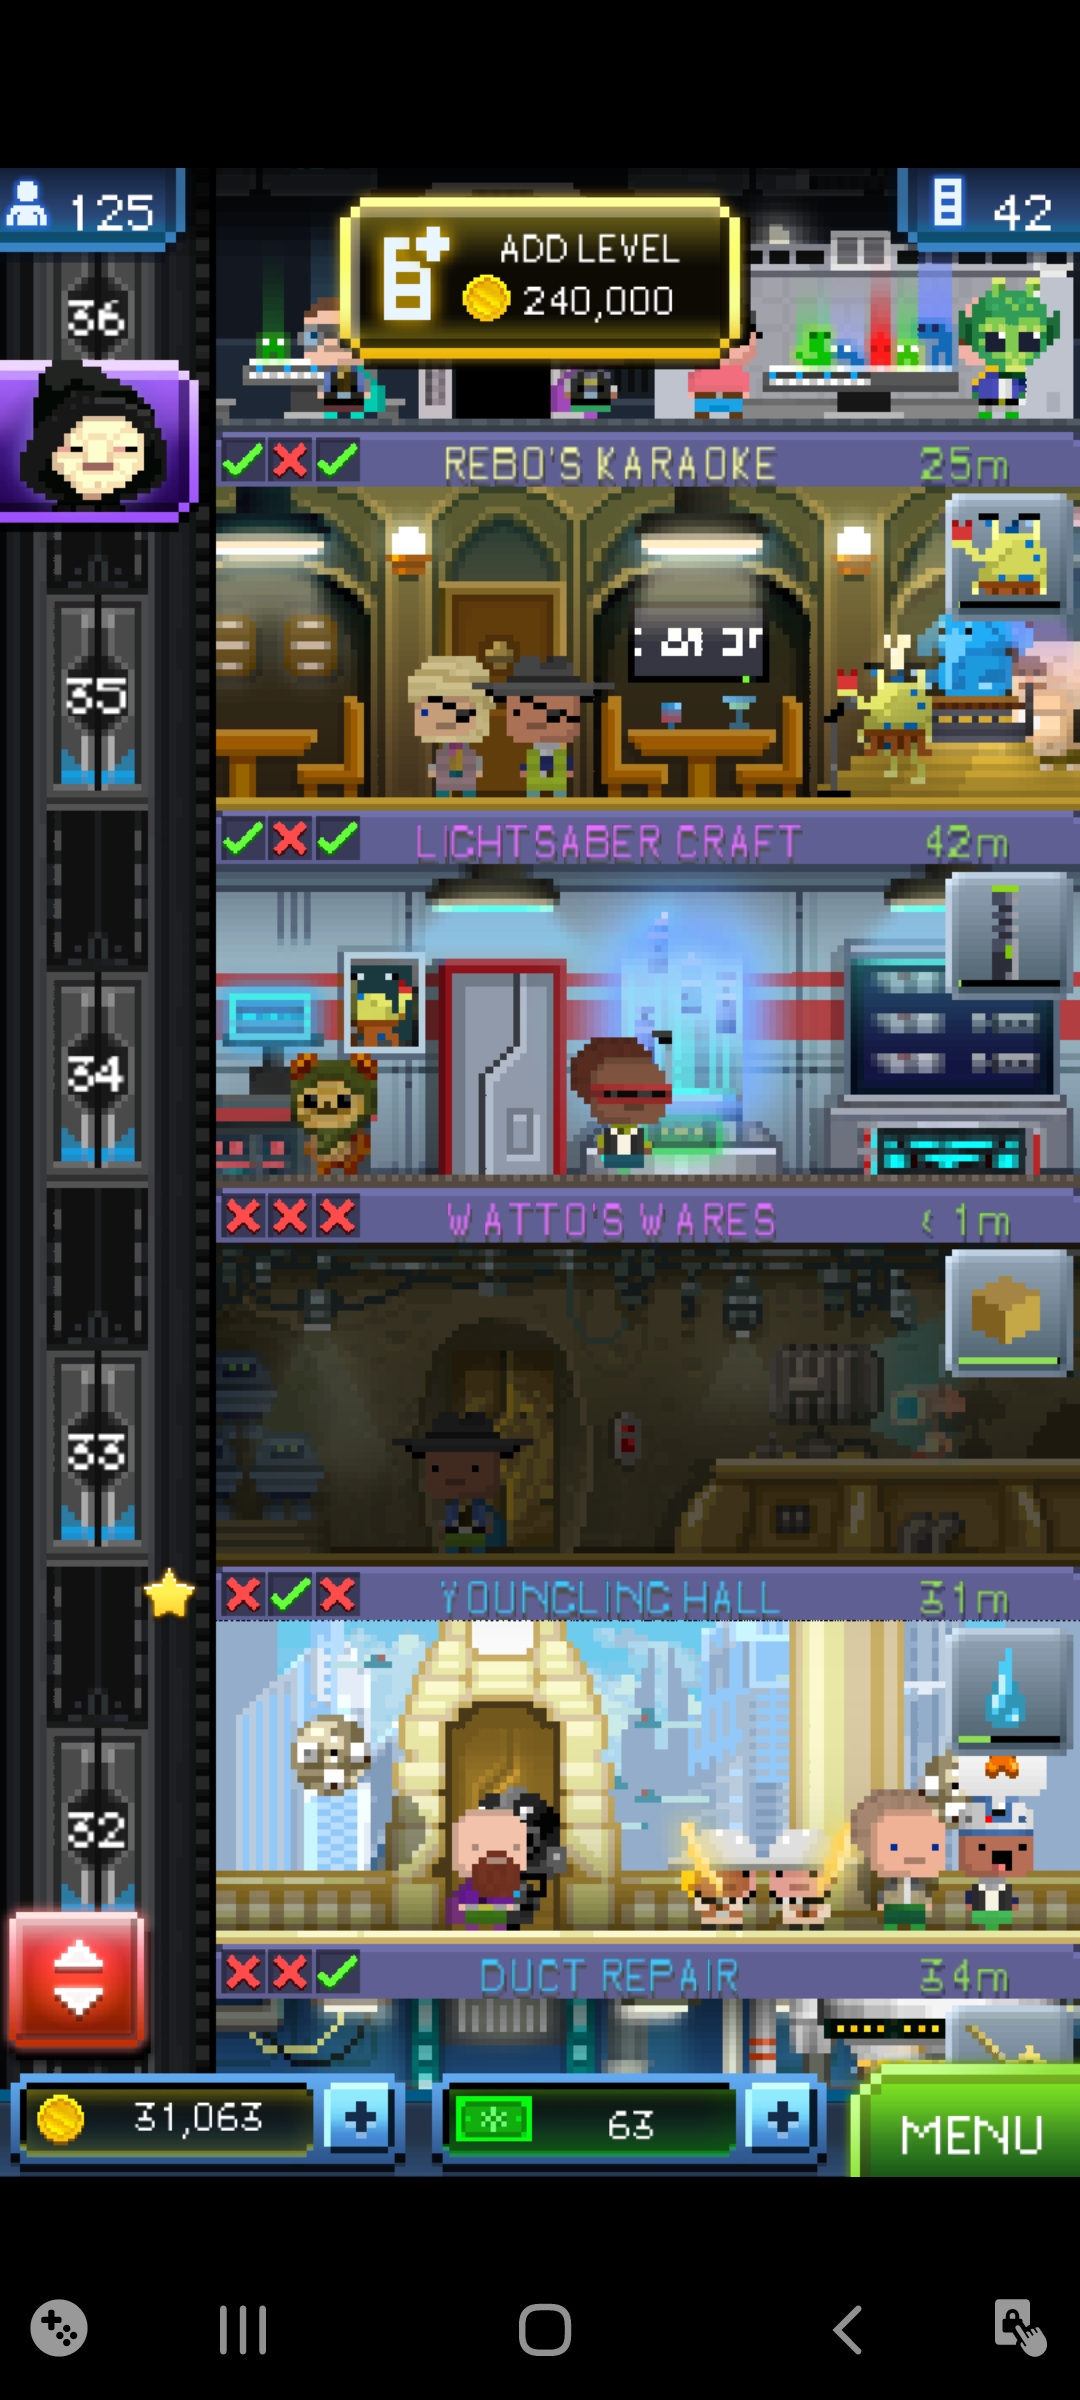 125
ADD LEVEL
240,000
42
36
REBO'S KARAOKE
25m
35
LIGHTSABER CRAFT
42m
34
WATTO'S WARES
< 1m
33
YOUNGLING HALL
31m
32
DUCT REPAIR
34m
31,063
+
63
+
MENU